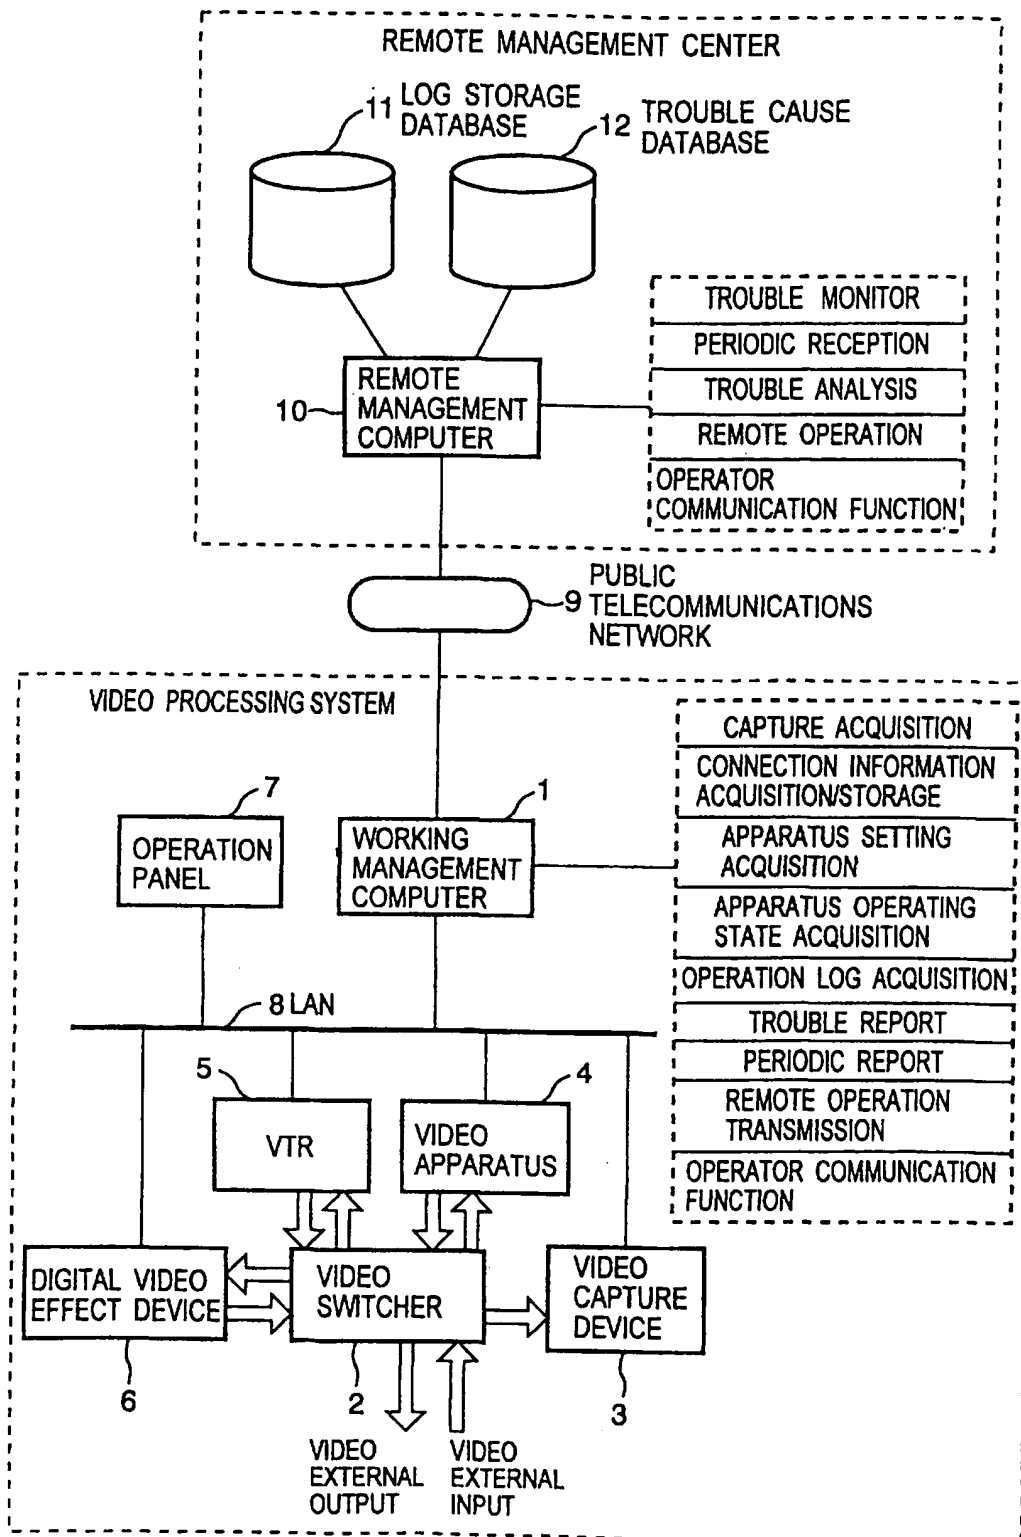 REMOTE MANAGEMENT CENTER
11 LOG STORAGE
DATABASE
12 TROUBLE CAUSE
DATABASE
TROUBLE MONITOR
PERIODIC RECEPTION
TROUBLE ANALYSIS
REMOTE OPERATION
OPERATOR
COMMUNICATION FUNCTION
10
REMOTE
MANAGEMENT
COMPUTER
9 PUBLIC
TELECOMMUNICATIONS
NETWORK
VIDEO PROCESSING SYSTEM
7
OPERATION
PANEL
1
WORKING
MANAGEMENT
COMPUTER
CAPTURE ACQUISITION
CONNECTION INFORMATION
ACQUISITION/STORAGE
APPARATUS SETTING
ACQUISITION
APPARATUS OPERATING
STATE ACQUISITION
OPERATION LOG ACQUISITION
TROUBLE REPORT
PERIODIC REPORT
REMOTE OPERATION
TRANSMISSION
OPERATOR COMMUNICATION
FUNCTION
8 LAN
5
VTR
4
VIDEO
APPARATUS
DIGITAL VIDEO
EFFECT DEVICE
6
VIDEO
SWITCHER
2
VIDEO
CAPTURE
DEVICE
3
VIDEO
EXTERNAL
OUTPUT
VIDEO
EXTERNAL
INPUT